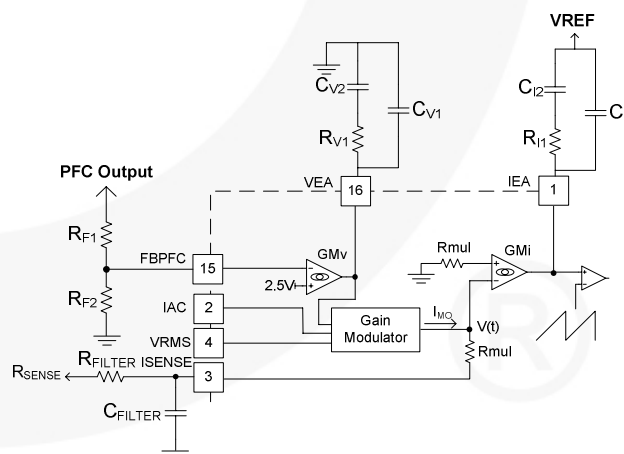 VREF
CV2
CV1
RV1
CI2
C
RI1
PFC Output
VEA
16
IEA
1
RF1
FBPFC
15
GMv
Rmul
GMi
RF2
2.5V
IAC
2
Gain
Modulator
IMO
V(t)
VRMS
4
Rmul
RSENSE
RFILTER
ISENSE
3
CFILTER
®